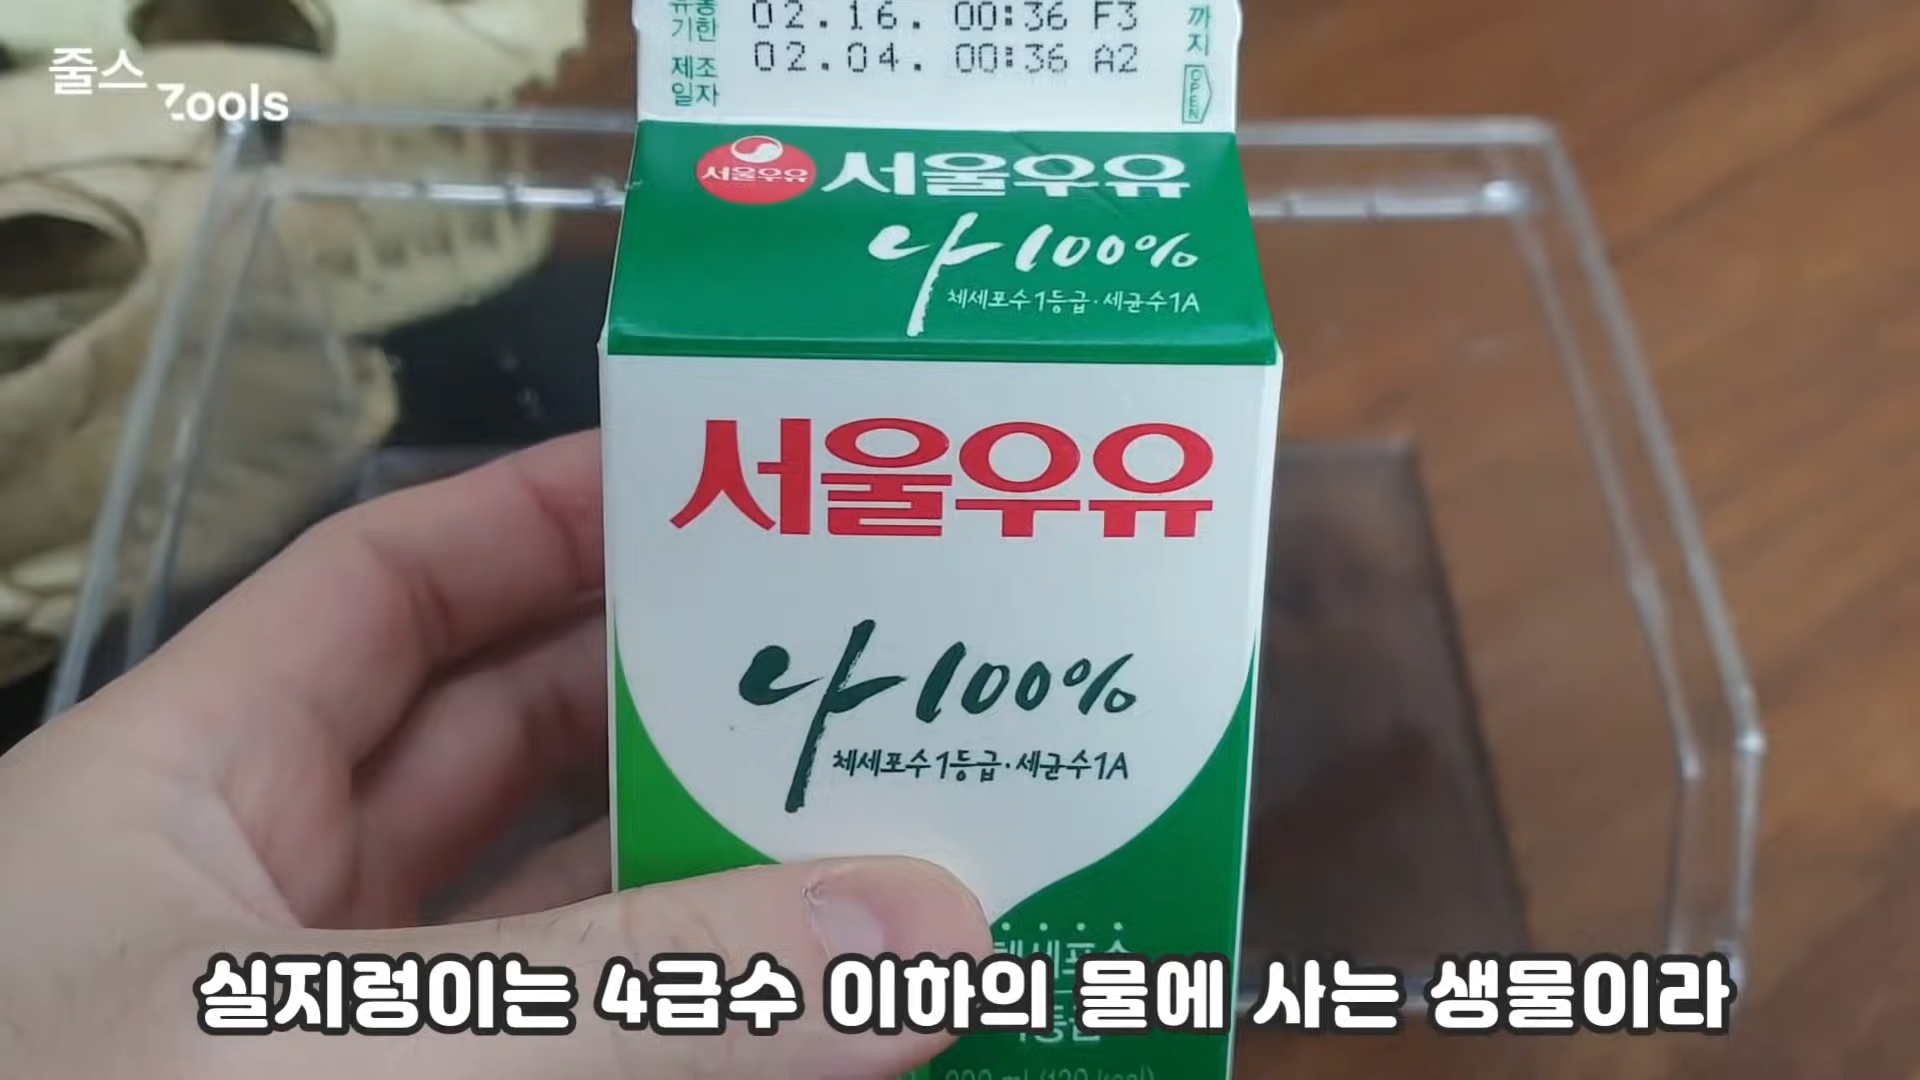 줄스
Zools
유통 02.16. 00:36 F3 까
기한 지
제조 02.04. 00:36 A2
일자
OPEN
서울우유 서울우유
나100%
체세포수1등급·세균수1A
서울우유
나100%
체세포수1등급·세균수1A
체세포수
실지렁이는 4급수 이하의 물에 사는 생물이라